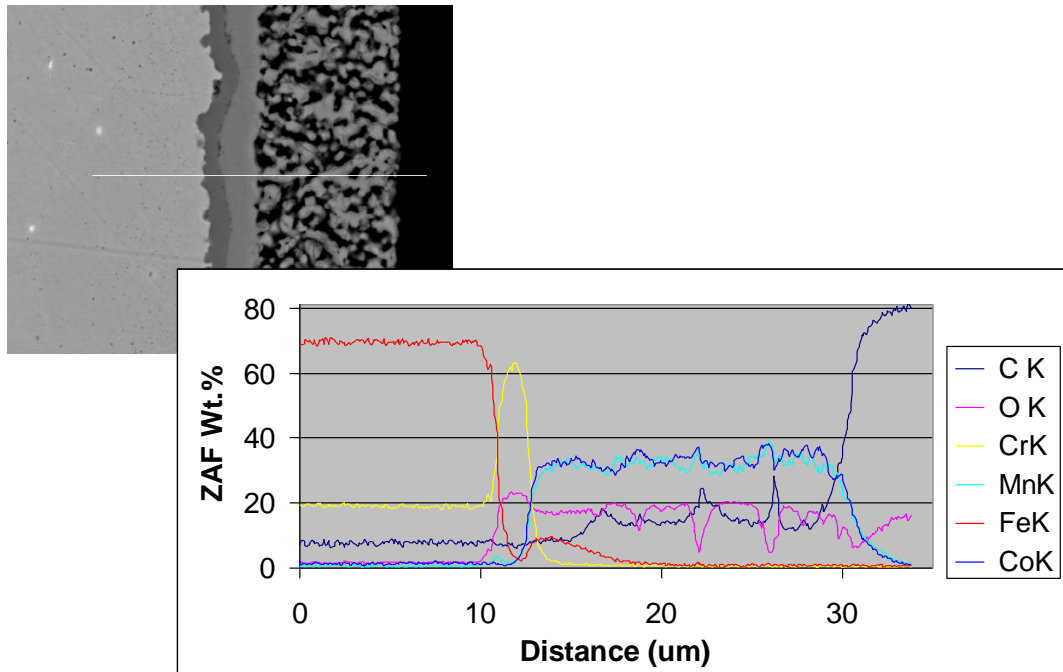 80
60
40
20
0
ZAF Wt.%
0 10 20 30
Distance (um)
C K
O K
CrK
MnK
FeK
CoK